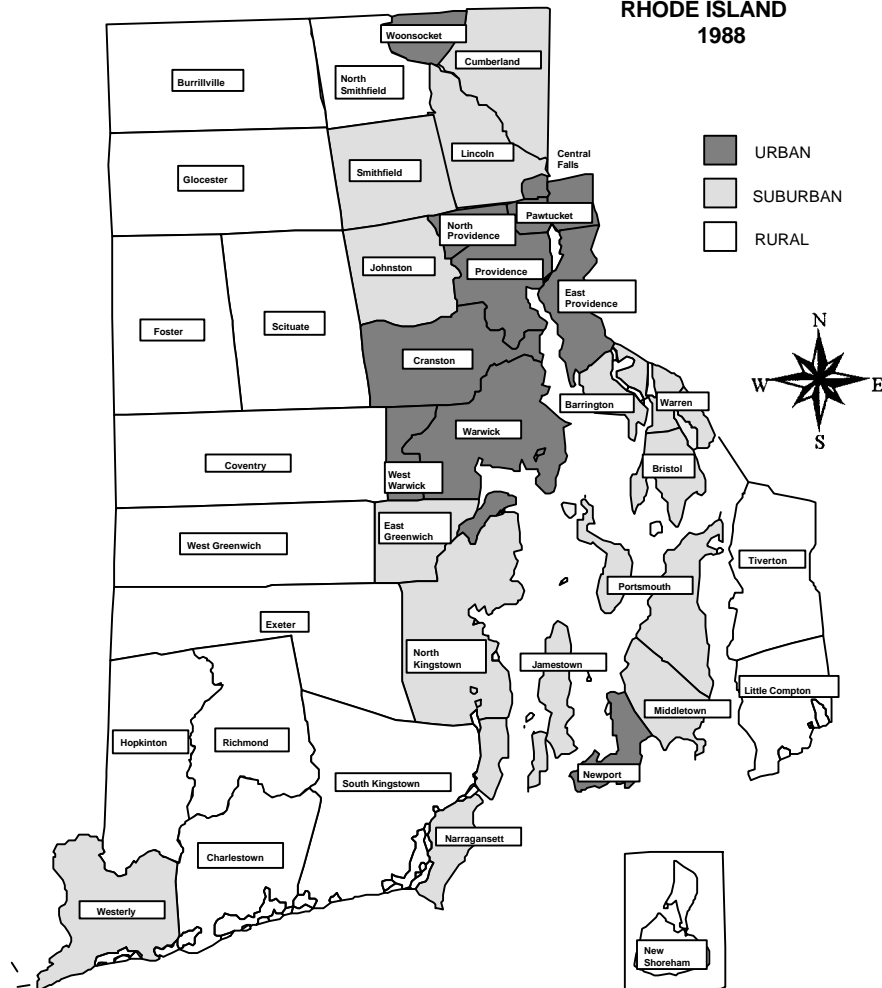 RHODE ISLAND
1988
Woonsocket
Cumberland
Burrillville
North
Smithfield
URBAN
Central
Falls
Lincoln
Smithfield
Glocester
SUBURBAN
Pawtucket
North
Providence
RURAL
Johnston
Providence
East
Providence
Foster
Scituate
N
Cranston
W
E
Barrington
Warren
S
Warwick
Coventry
Bristol
West
Warwick
East
Greenwich
West Greenwich
Tiverton
Portsmouth
Exeter
North
Kingstown
Jamestown
Little Compton
Middletown
Hopkinton
Richmond
Newport
South Kingstown
Narragansett
Charlestown
Westerly
New
Shoreham